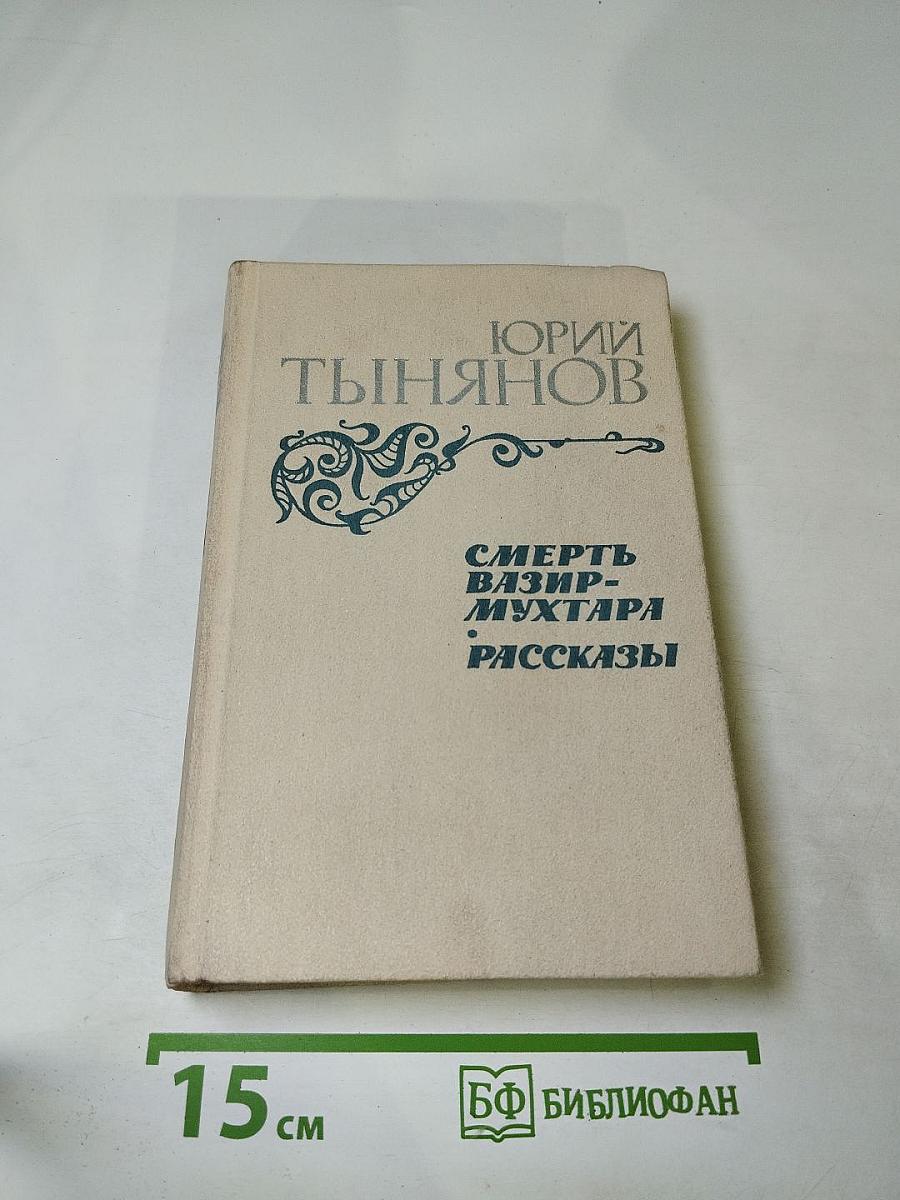 ЮРИЙ
ТЫНЯНОВ
СМЕРТЬ
ВАЗИР-
МУХТАРА
•
РАССКАЗЫ
15 см
БФ БИБЛИОФАН